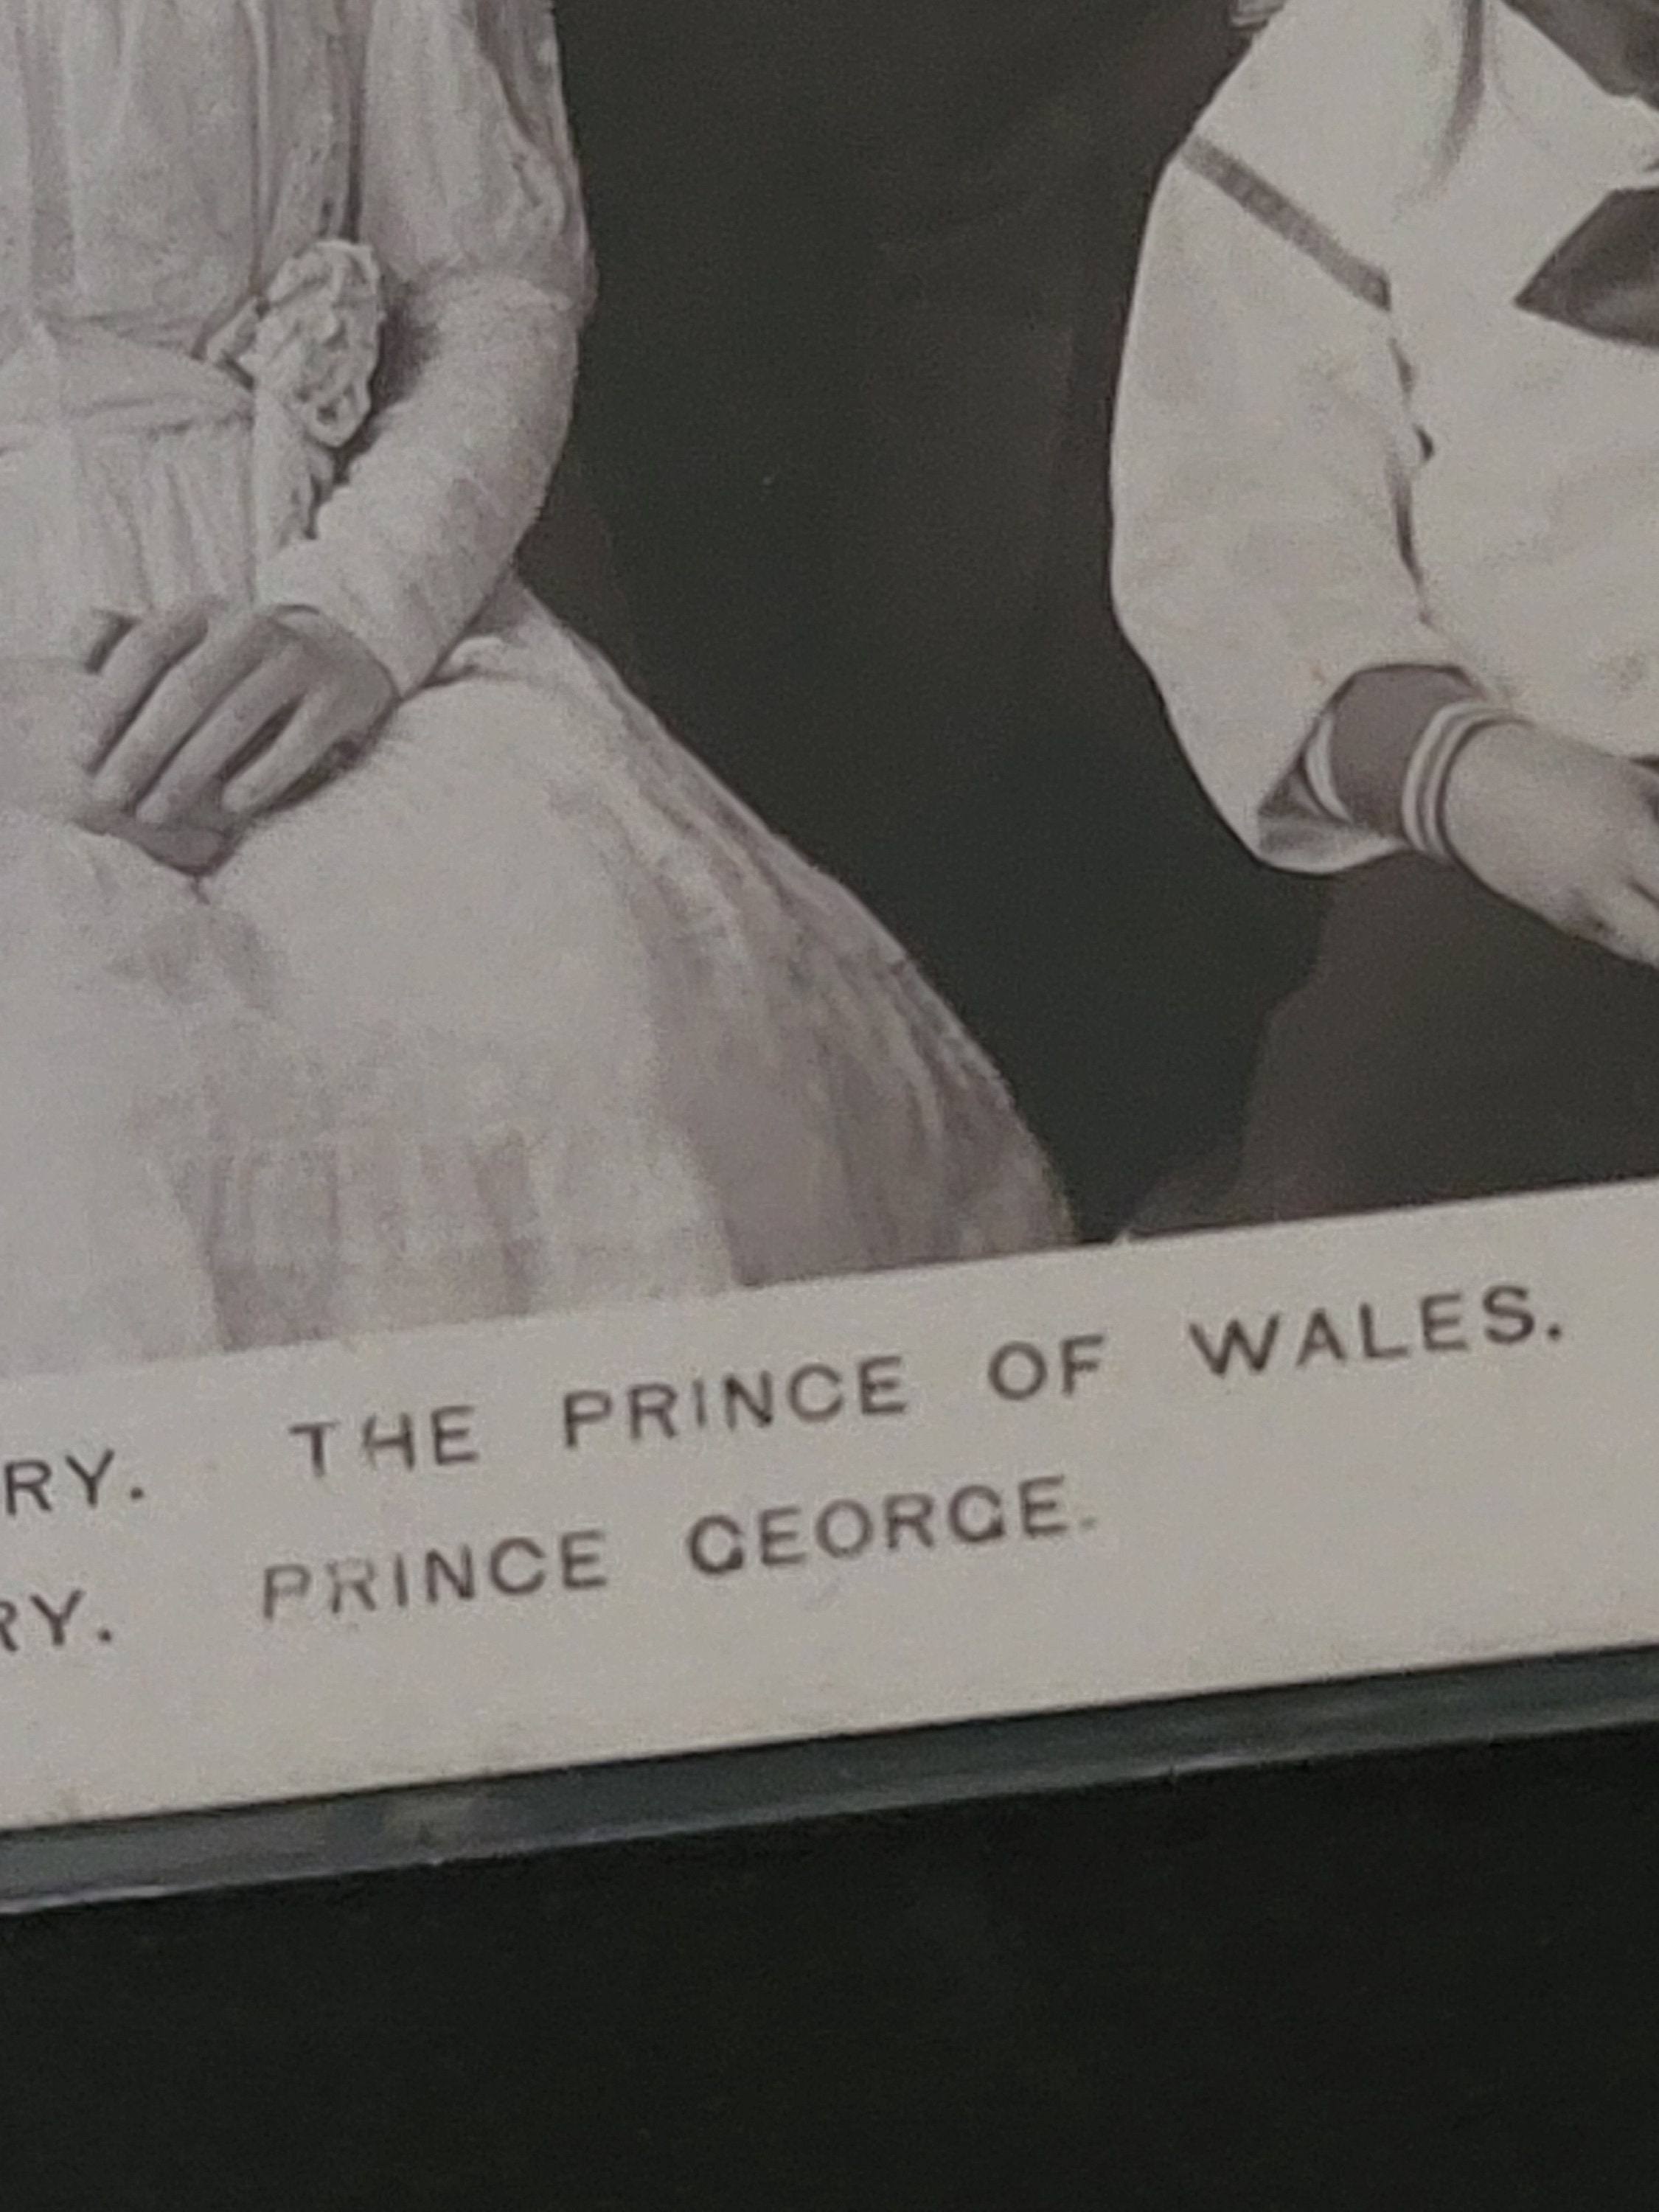 RY. THE PRINCE OF WALES.
RY. PRINCE GEORGE.